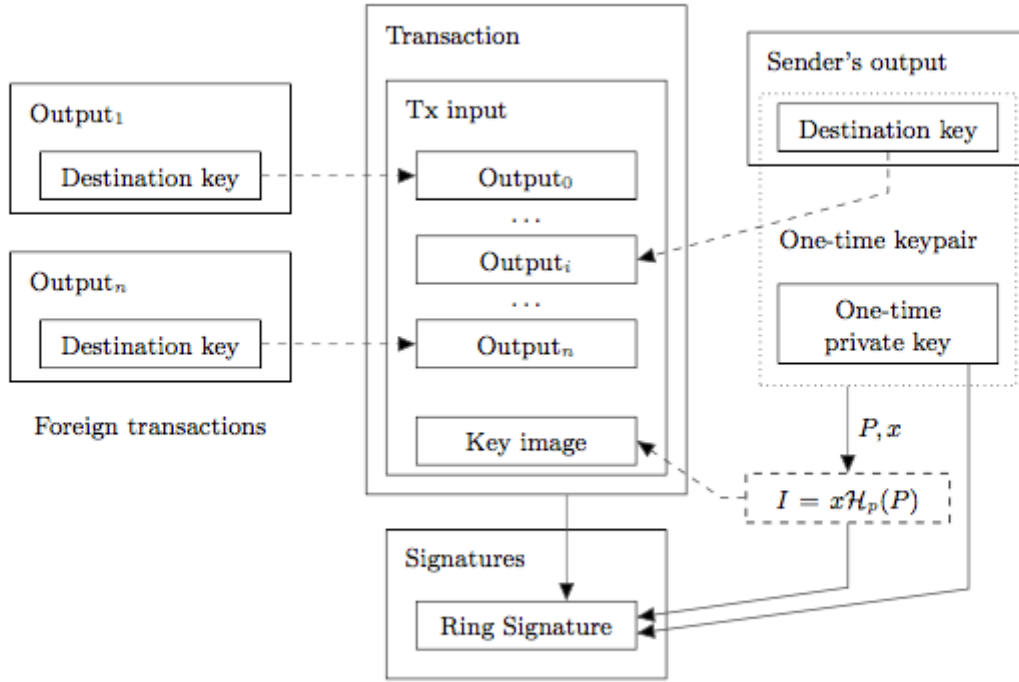 Transaction
Sender's output
Tx input
Destination key
Output₁
Destination key
Output₀
...
Output_i
One-time keypair
Output_n
...
Destination key
Output_n
One-time
private key
Foreign transactions
Key image
P, x
I = xℋ_p(P)
Signatures
Ring Signature